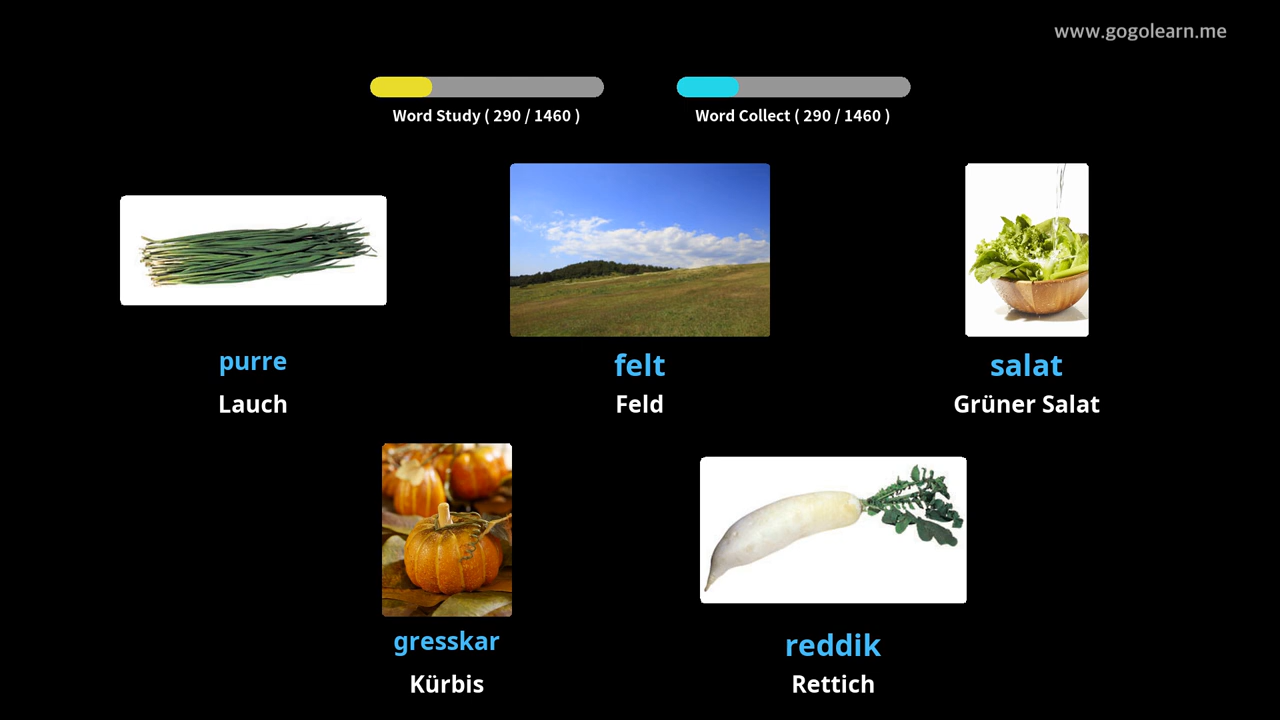 www.gogolearn.me
Word Study ( 290 / 1460 )
Word Collect ( 290 / 1460 )
purre
Lauch
felt
Feld
salat
Grüner Salat
gresskar
Kürbis
reddik
Rettich